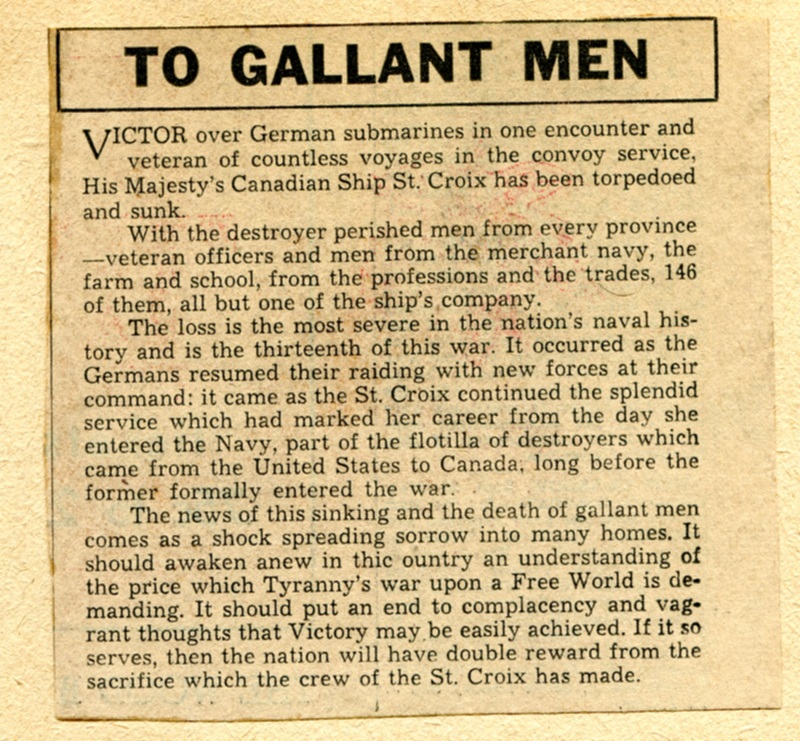 TO GALLANT MEN
VICTOR over German submarines in one encounter and
veteran of countless voyages in the convoy service,
His Majesty's Canadian Ship St. Croix has been torpedoed
and sunk.
With the destroyer perished men from every province
—veteran officers and men from the merchant navy, the
farm and school, from the professions and the trades, 146
of them, all but one of the ship's company.
The loss is the most severe in the nation's naval his-
tory and is the thirteenth of this war. It occurred as the
Germans resumed their raiding with new forces at their
command: it came as the St. Croix continued the splendid
service which had marked her career from the day she
entered the Navy, part of the flotilla of destroyers which
came from the United States to Canada, long before the
former formally entered the war.
The news of this sinking and the death of gallant men
comes as a shock spreading sorrow into many homes. It
should awaken anew in thic ountry an understanding of
the price which Tyranny's war upon a Free World is de-
manding. It should put an end to complacency and vag-
rant thoughts that Victory may be easily achieved. If it so
serves, then the nation will have double reward from the
sacrifice which the crew of the St. Croix has made.